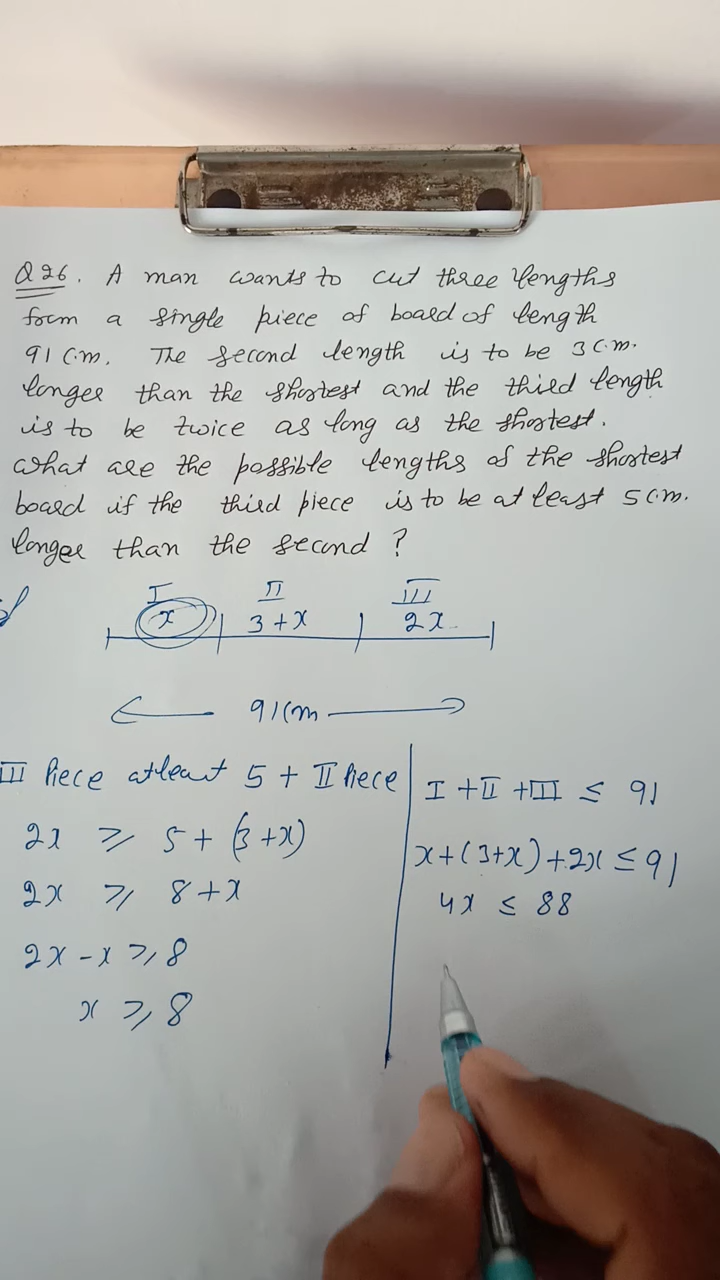 Q26. A man wants to cut three lengths
form a single piece of board of length
91 c.m. The second length is to be 3 c.m.
longer than the shortest and the third length
is to be twice as long as the shortest.
What are the possible lengths of the shortest
board if the third piece is to be at least 5 c.m.
longer than the second ?
I II III
x 3+x 2x
91 cm
III Piece atleast 5 + II Piece
2x ≥ 5 + (3+x)
2x ≥ 8+x
2x - x ≥ 8
x ≥ 8
I + II + III ≤ 91
x + (3+x) + 2x ≤ 91
4x ≤ 88